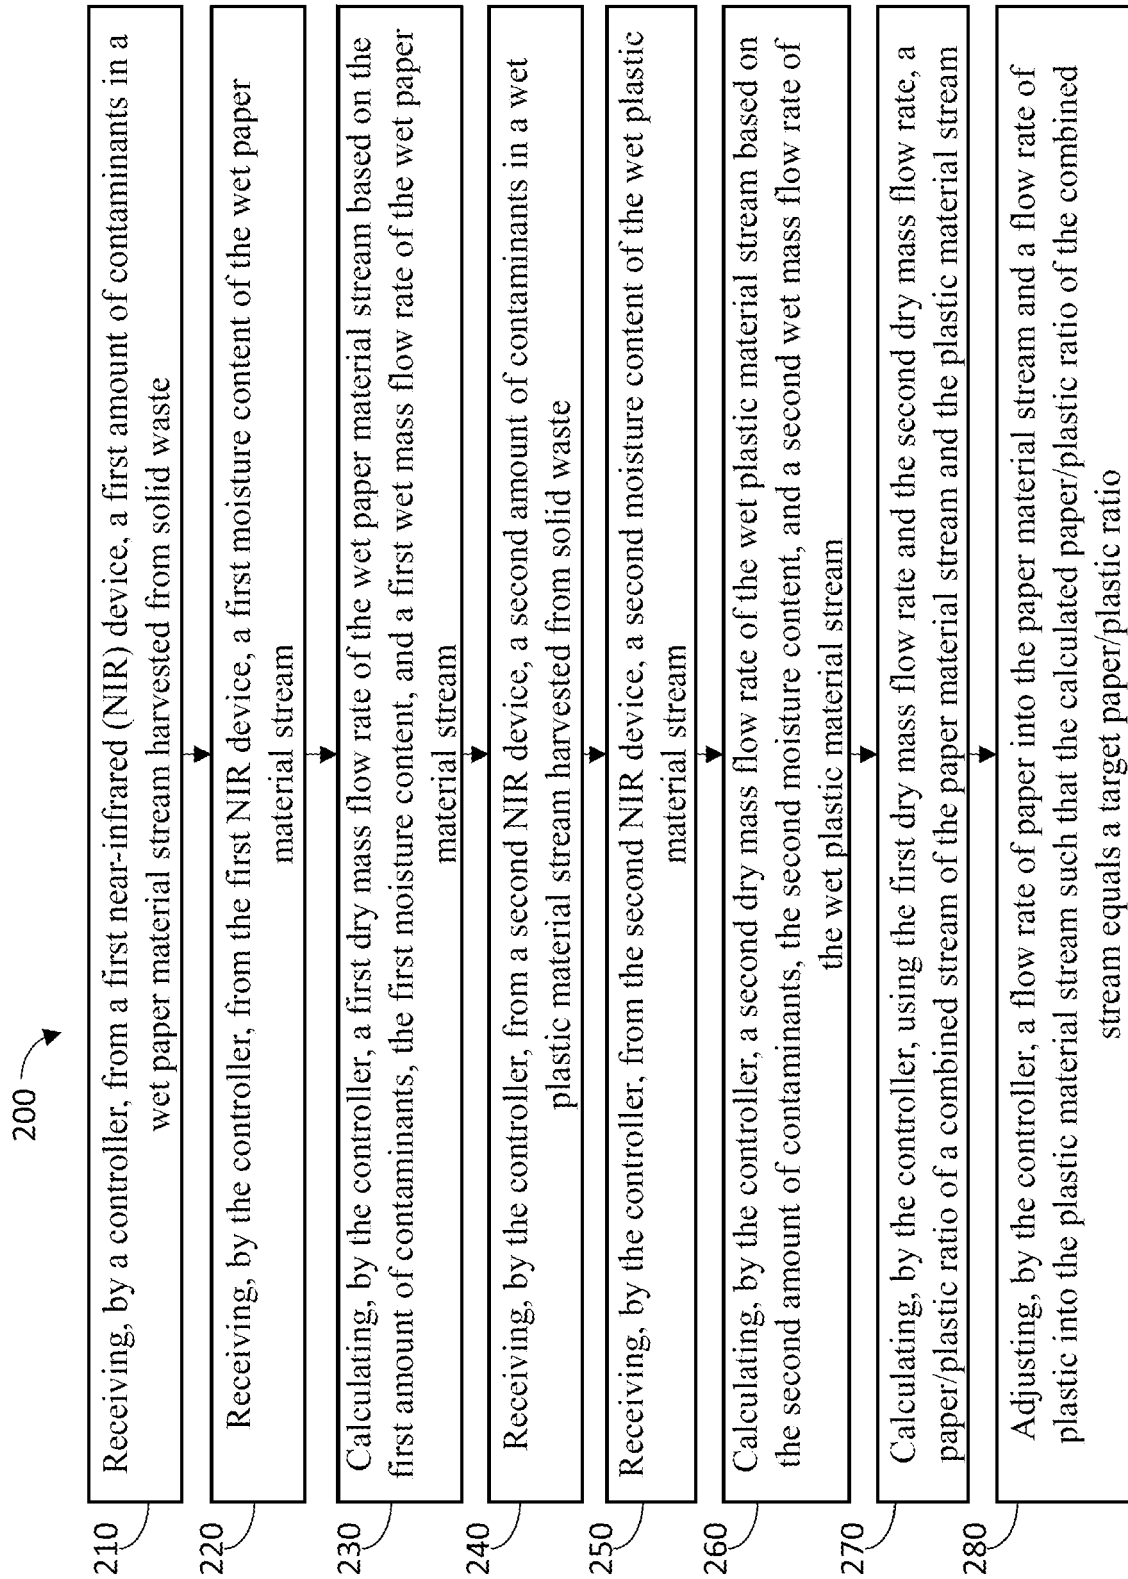 200
210
Receiving, by a controller, from a first near-infrared (NIR) device, a first amount of contaminants in a
wet paper material stream harvested from solid waste
220
Receiving, by the controller, from the first NIR device, a first moisture content of the wet paper
material stream
230
Calculating, by the controller, a first dry mass flow rate of the wet paper material stream based on the
first amount of contaminants, the first moisture content, and a first wet mass flow rate of the wet paper
material stream
240
Receiving, by the controller, from a second NIR device, a second amount of contaminants in a wet
plastic material stream harvested from solid waste
250
Receiving, by the controller, from the second NIR device, a second moisture content of the wet plastic
material stream
260
Calculating, by the controller, a second dry mass flow rate of the wet plastic material stream based on
the second amount of contaminants, the second moisture content, and a second wet mass flow rate of
the wet plastic material stream
270
Calculating, by the controller, using the first dry mass flow rate and the second dry mass flow rate, a
paper/plastic ratio of a combined stream of the paper material stream and the plastic material stream
280
Adjusting, by the controller, a flow rate of paper into the paper material stream and a flow rate of
plastic into the plastic material stream such that the calculated paper/plastic ratio of the combined
stream equals a target paper/plastic ratio